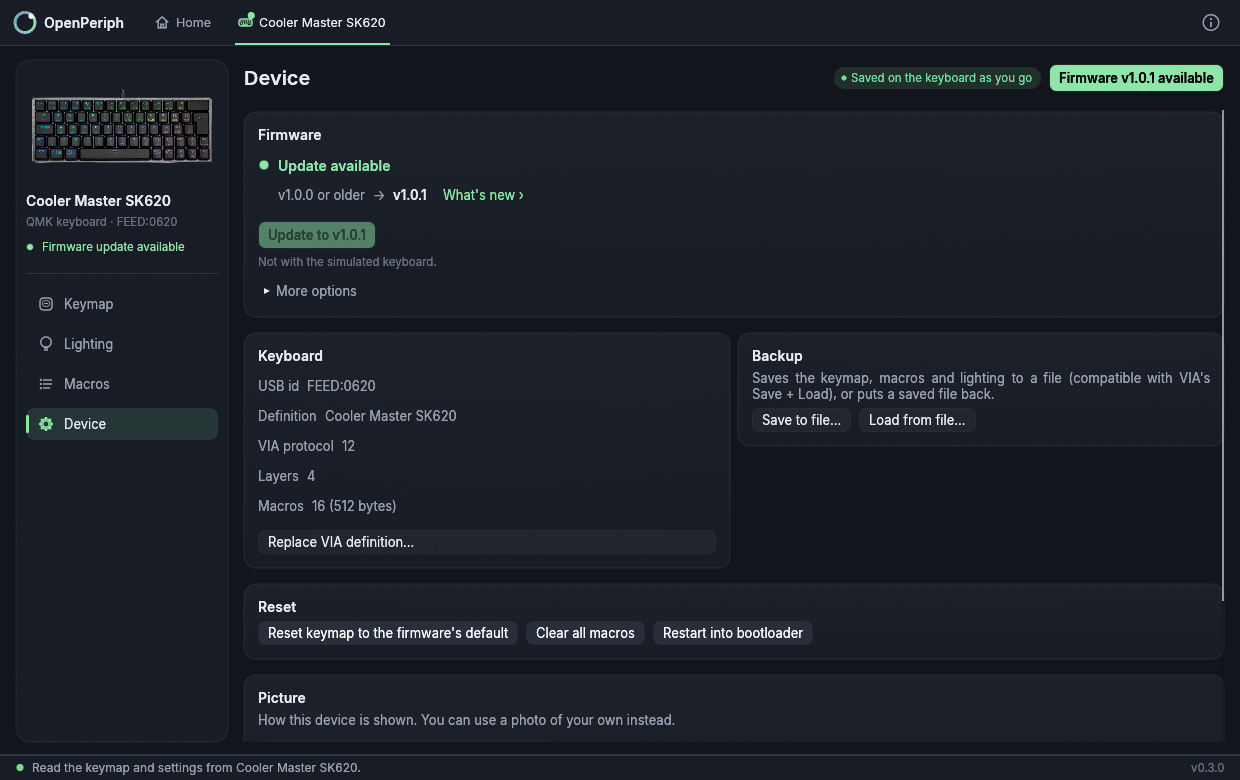 OpenPeriph
Home
Cooler Master SK620
Device
Saved on the keyboard as you go
Firmware v1.0.1 available
Cooler Master SK620
QMK keyboard · FEED:0620
Firmware update available
Keymap
Lighting
Macros
Device
Firmware
Update available
v1.0.0 or older → v1.0.1 What's new ›
Update to v1.0.1
Not with the simulated keyboard.
▸ More options
Keyboard
USB id FEED:0620
Definition Cooler Master SK620
VIA protocol 12
Layers 4
Macros 16 (512 bytes)
Replace VIA definition...
Backup
Saves the keymap, macros and lighting to a file (compatible with VIA's
Save + Load), or puts a saved file back.
Save to file...
Load from file...
Reset
Reset keymap to the firmware's default
Clear all macros
Restart into bootloader
Picture
How this device is shown. You can use a photo of your own instead.
Read the keymap and settings from Cooler Master SK620.
v0.3.0